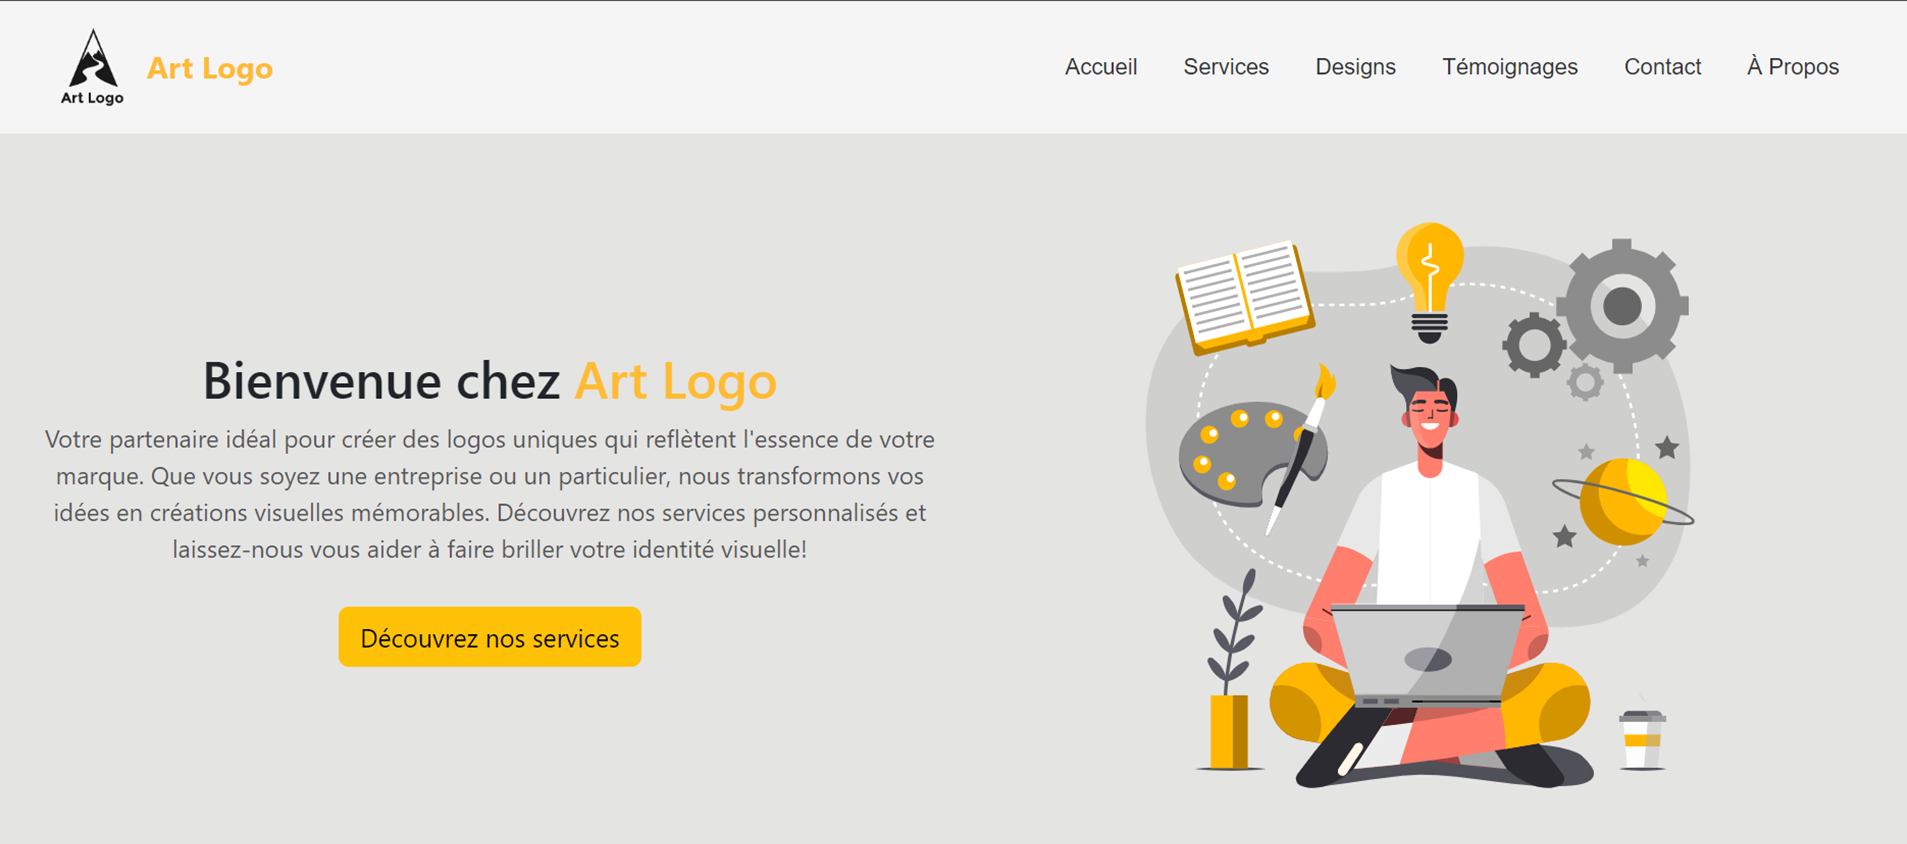 Art Logo
Art Logo
Accueil
Services
Designs
Témoignages
Contact
À Propos
Bienvenue chez Art Logo
Votre partenaire idéal pour créer des logos uniques qui reflètent l'essence de votre
marque. Que vous soyez une entreprise ou un particulier, nous transformons vos
idées en créations visuelles mémorables. Découvrez nos services personnalisés et
laissez-nous vous aider à faire briller votre identité visuelle!
Découvrez nos services